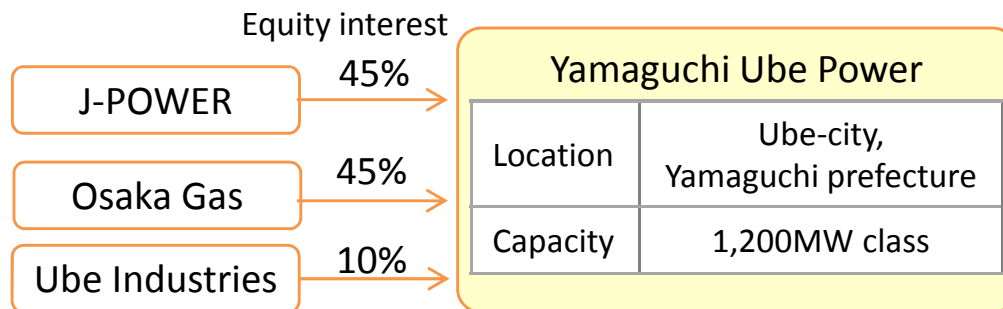 Equity interest
J-POWER
45%
Osaka Gas
45%
Ube Industries
10%
Yamaguchi Ube Power
Location
Ube-city,
Yamaguchi prefecture
Capacity
1,200MW class